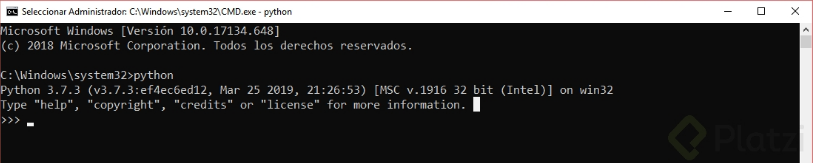 Seleccionar Administrador: C:\Windows\system32\CMD.exe - python
Microsoft Windows [Versión 10.0.17134.648]
(c) 2018 Microsoft Corporation. Todos los derechos reservados.
C:\Windows\system32>python
Python 3.7.3 (v3.7.3:ef4ec6ed12, Mar 25 2019, 21:26:53) [MSC v.1916 32 bit (Intel)] on win32
Type "help", "copyright", "credits" or "license" for more information.
>>> _
Platzi